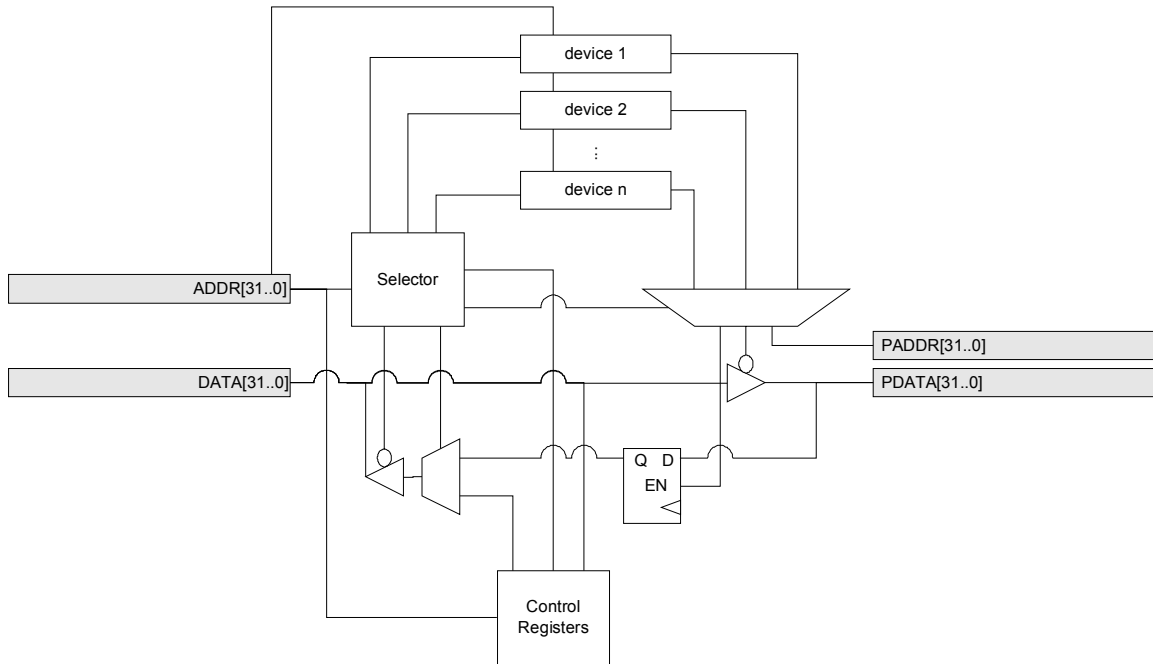 device 1
device 2
⋮
device n
Selector
ADDR[31..0]
PADDR[31..0]
DATA[31..0]
PDATA[31..0]
Q D
EN
Control
Registers